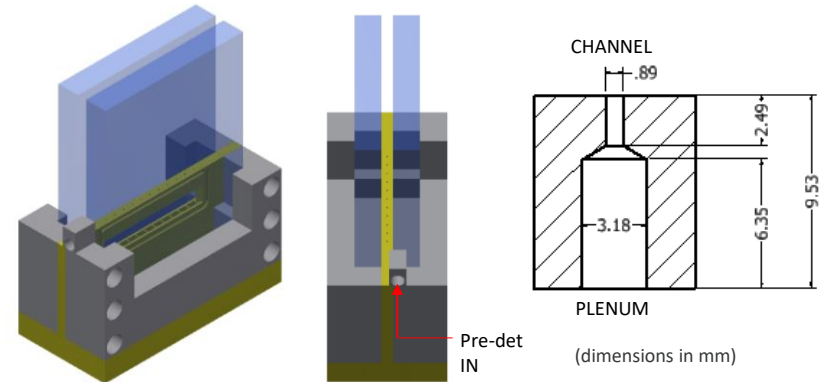 CHANNEL
.89
2.49
9.53
3.18
6.35
PLENUM
Pre-det
IN
(dimensions in mm)